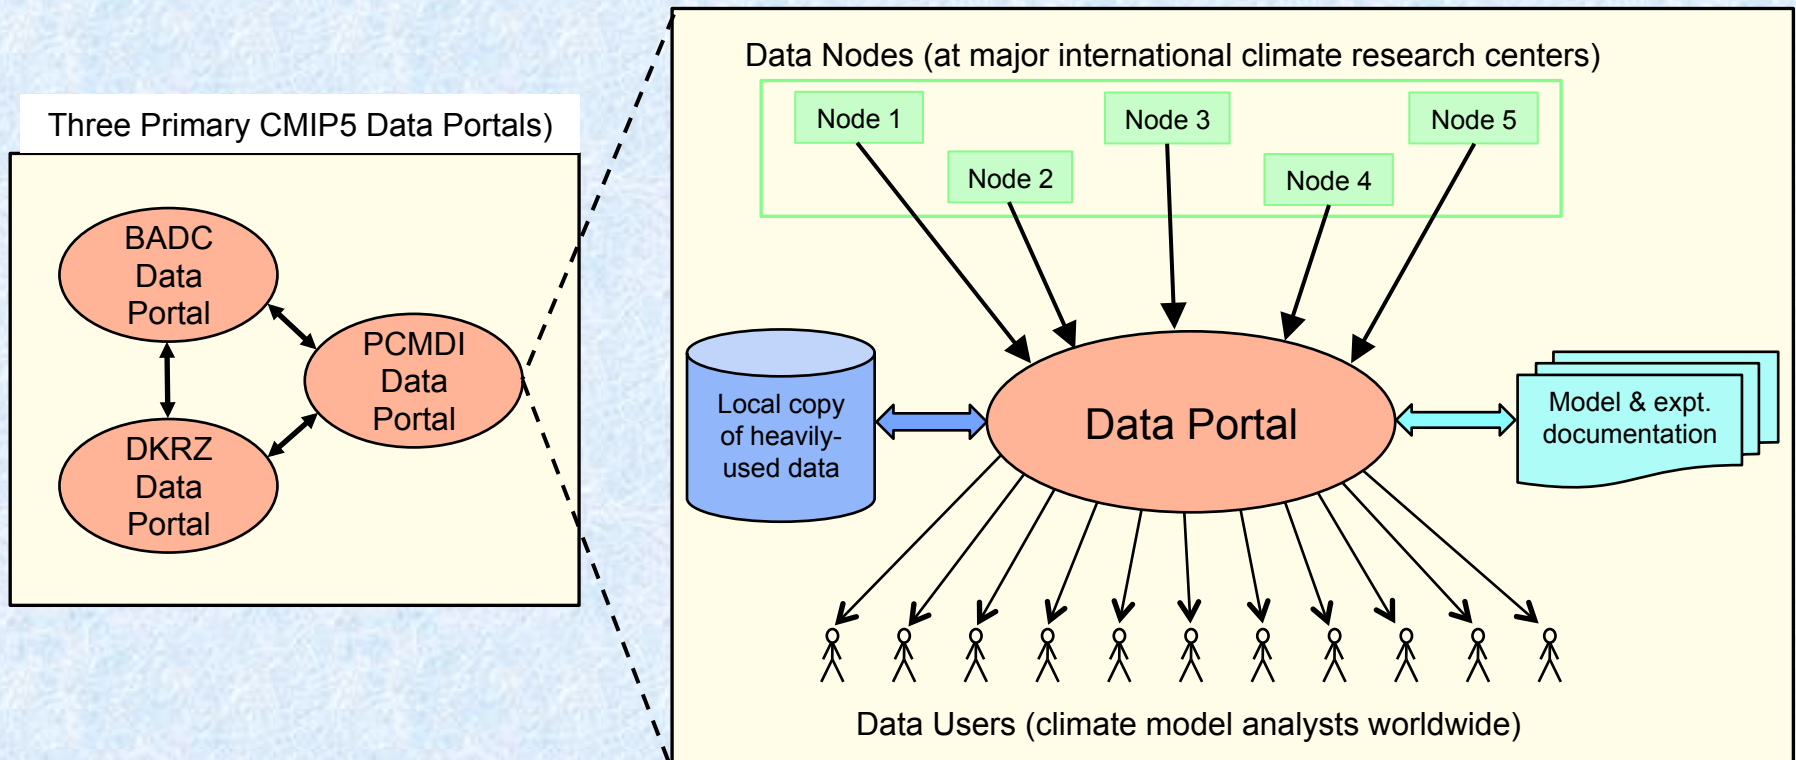 Three Primary CMIP5 Data Portals)
BADC
Data
Portal
PCMDI
Data
Portal
DKRZ
Data
Portal
Data Nodes (at major international climate research centers)
Node 1
Node 2
Node 3
Node 4
Node 5
Local copy
of heavily-
used data
Data Portal
Model & expt.
documentation
Data Users (climate model analysts worldwide)